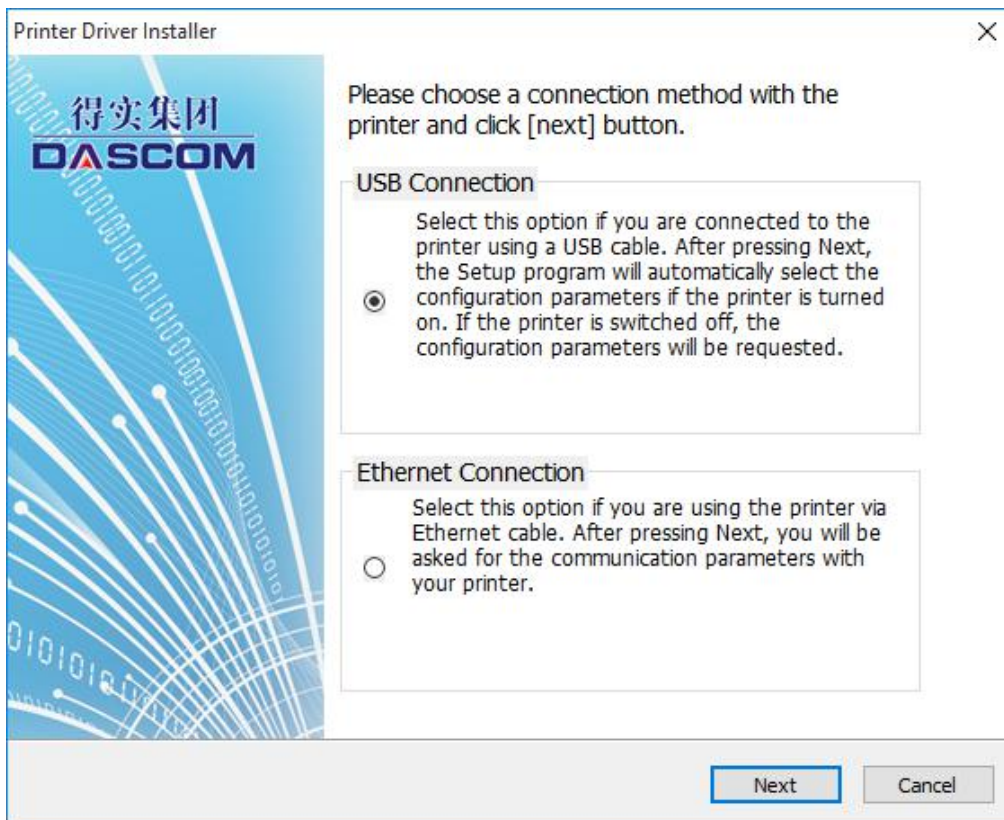 Printer Driver Installer
得实集团
DASCOM
Please choose a connection method with the
printer and click [next] button.
USB Connection
Select this option if you are connected to the
printer using a USB cable. After pressing Next,
the Setup program will automatically select the
configuration parameters if the printer is turned
on. If the printer is switched off, the
configuration parameters will be requested.
Ethernet Connection
Select this option if you are using the printer via
Ethernet cable. After pressing Next, you will be
asked for the communication parameters with
your printer.
Next
Cancel